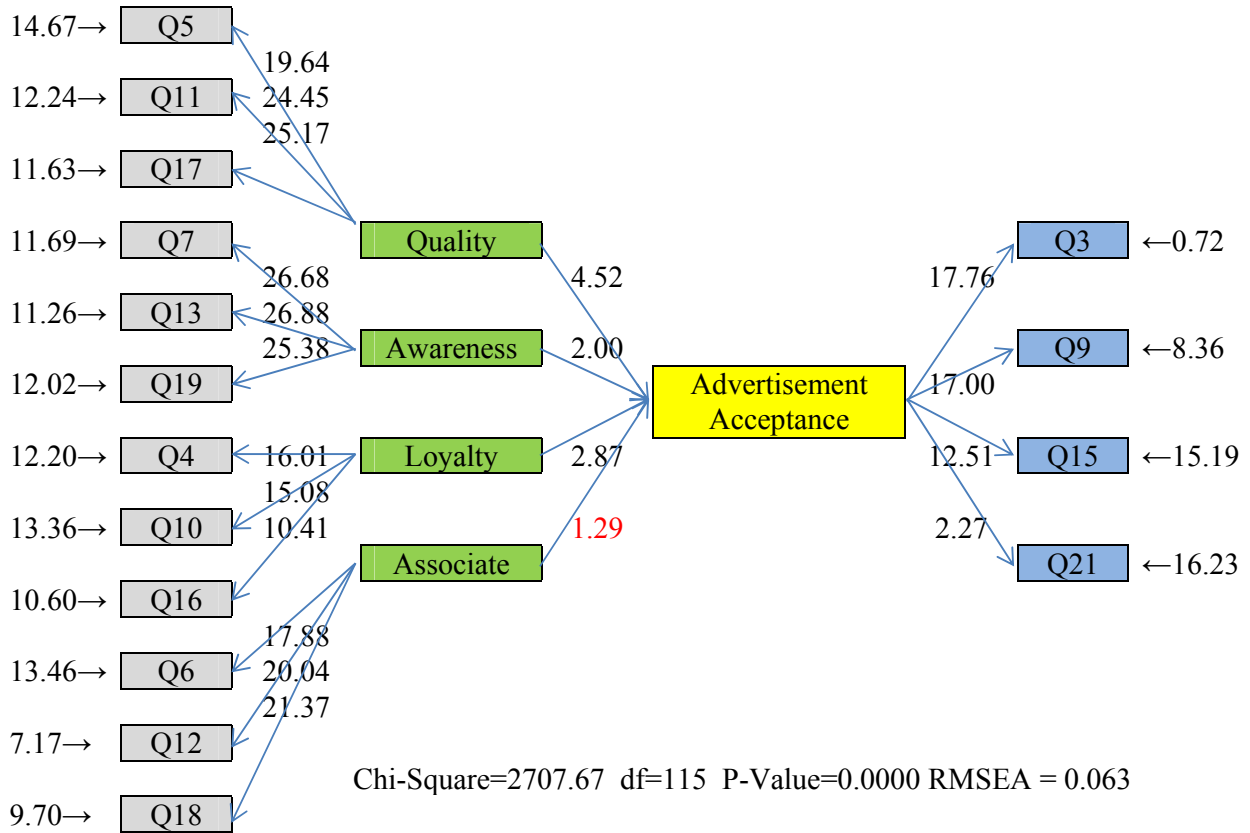 14.67→ Q5
19.64
12.24→ Q11 24.45
25.17
11.63→ Q17
11.69→ Q7 Quality Q3 ←0.72
26.68 4.52 17.76
11.26→ Q13 26.88
25.38 Awareness 2.00 Q9 ←8.36
12.02→ Q19 Advertisement 17.00
Acceptance
12.20→ Q4 16.01 Loyalty 2.87 12.51 Q15 ←15.19
15.08
13.36→ Q10 10.41 1.29 2.27
Associate Q21 ←16.23
10.60→ Q16
17.88
13.46→ Q6 20.04
21.37
7.17→ Q12
Chi-Square=2707.67 df=115 P-Value=0.0000 RMSEA = 0.063
9.70→ Q18